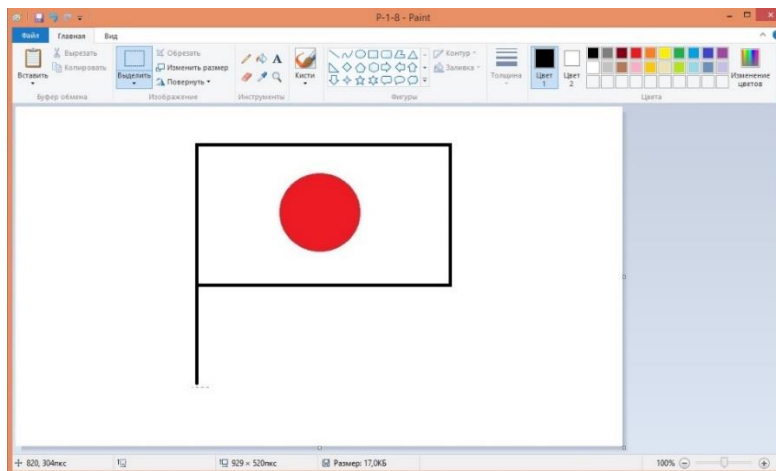 P-1-8 - Paint
Файл Главная Вид
Вставить
Вырезать
Копировать
Буфер обмена
Выделить
Обрезать
Изменить размер
Повернуть
Изображение
Инструменты
Кисти
Контур
Заливка
Фигуры
Толщина
Цвет 1
Цвет 2
Изменение цветов
Цвета
820, 304пкс
929 × 520пкс
Размер: 17,0КБ
100%